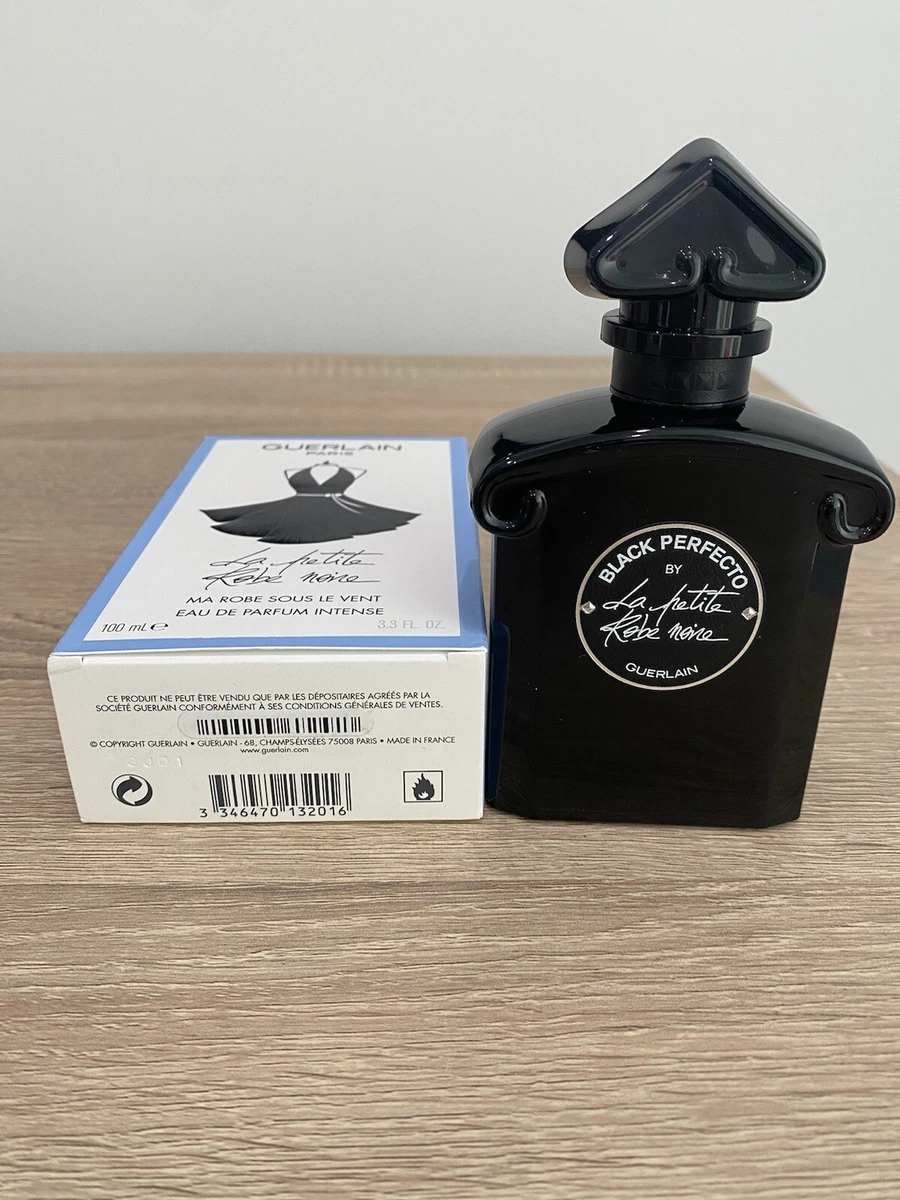 GUERLAIN
PARIS
La petite
Robe noire
MA ROBE SOUS LE VENT
EAU DE PARFUM INTENSE
100 mL e
3.3 FL. OZ.
CE PRODUIT NE PEUT ÊTRE VENDU QUE PAR LES DÉPOSITAIRES AGRÉÉS PAR LA
SOCIÉTÉ GUERLAIN CONFORMÉMENT À SES CONDITIONS GÉNÉRALES DE VENTES.
© COPYRIGHT GUERLAIN • GUERLAIN - 68, CHAMPS-ÉLYSÉES 75008 PARIS • MADE IN FRANCE
www.guerlain.com
3 346470 132016
BLACK PERFECTO
BY
La petite
Robe noire
GUERLAIN